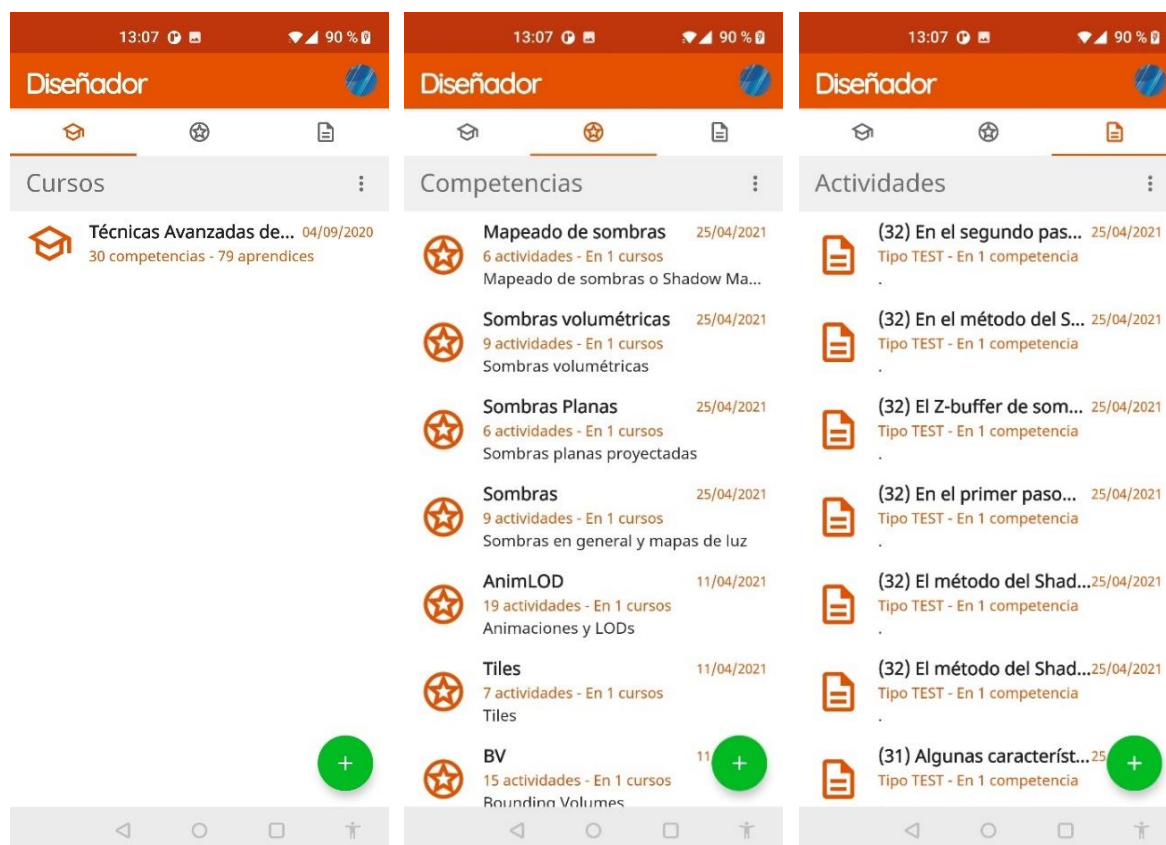 13:07 90 %
Diseñador
Cursos
Técnicas Avanzadas de... 04/09/2020
30 competencias - 79 aprendices
13:07 90 %
Diseñador
Competencias
Mapeado de sombras 25/04/2021
6 actividades - En 1 cursos
Mapeado de sombras o Shadow Ma...
Sombras volumétricas 25/04/2021
9 actividades - En 1 cursos
Sombras volumétricas
Sombras Planas 25/04/2021
6 actividades - En 1 cursos
Sombras planas proyectadas
Sombras 25/04/2021
9 actividades - En 1 cursos
Sombras en general y mapas de luz
AnimLOD 11/04/2021
19 actividades - En 1 cursos
Animaciones y LODs
Tiles 11/04/2021
7 actividades - En 1 cursos
Tiles
BV 11
15 actividades - En 1 cursos
Bounding Volumes
13:07 90 %
Diseñador
Actividades
(32) En el segundo pas... 25/04/2021
Tipo TEST - En 1 competencia
.
(32) En el método del S... 25/04/2021
Tipo TEST - En 1 competencia
.
(32) El Z-buffer de som... 25/04/2021
Tipo TEST - En 1 competencia
.
(32) En el primer paso... 25/04/2021
Tipo TEST - En 1 competencia
.
(32) El método del Shad... 25/04/2021
Tipo TEST - En 1 competencia
.
(32) El método del Shad... 25/04/2021
Tipo TEST - En 1 competencia
.
(31) Algunas característ... 25
Tipo TEST - En 1 competencia